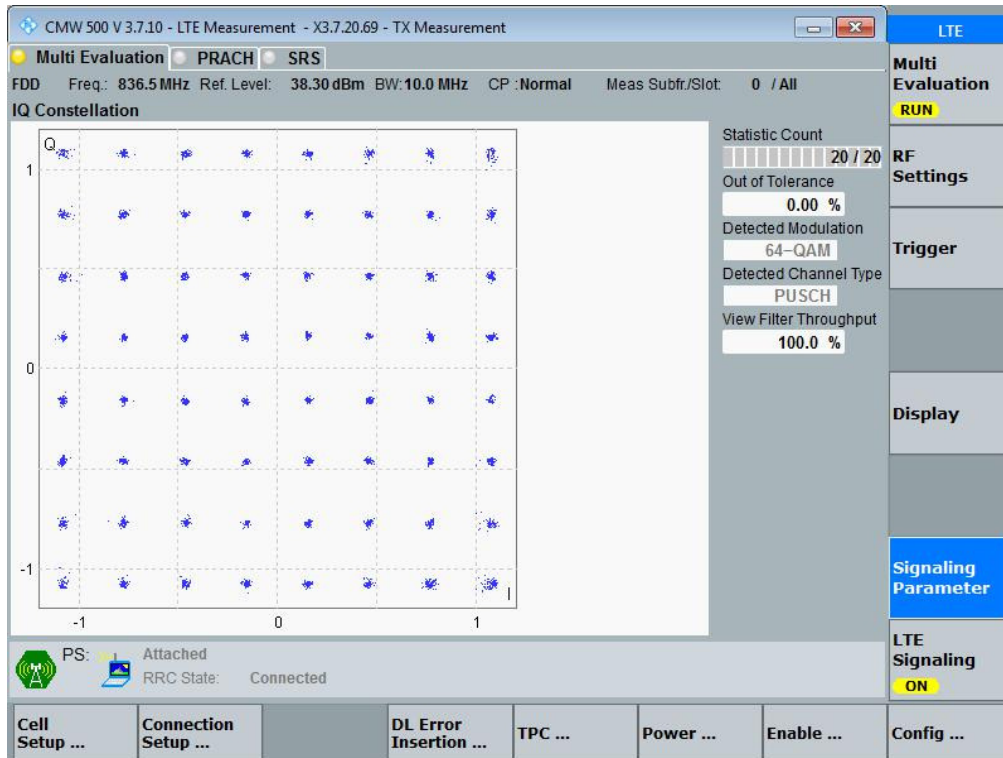 CMW 500 V 3.7.10 - LTE Measurement - X3.7.20.69 - TX Measurement
LTE
Multi Evaluation PRACH SRS
FDD Freq.: 836.5 MHz Ref. Level: 38.30 dBm BW: 10.0 MHz CP : Normal Meas Subfr./Slot: 0 / All
IQ Constellation
Q
1
0
-1
-1 0 1
I
Statistic Count
20 / 20
Out of Tolerance
0.00 %
Detected Modulation
64-QAM
Detected Channel Type
PUSCH
View Filter Throughput
100.0 %
Multi
Evaluation
RUN
RF
Settings
Trigger
Display
Signaling
Parameter
LTE
Signaling
ON
PS: Attached
RRC State: Connected
Cell
Setup ...
Connection
Setup ...
DL Error
Insertion ...
TPC ...
Power ...
Enable ...
Config ...